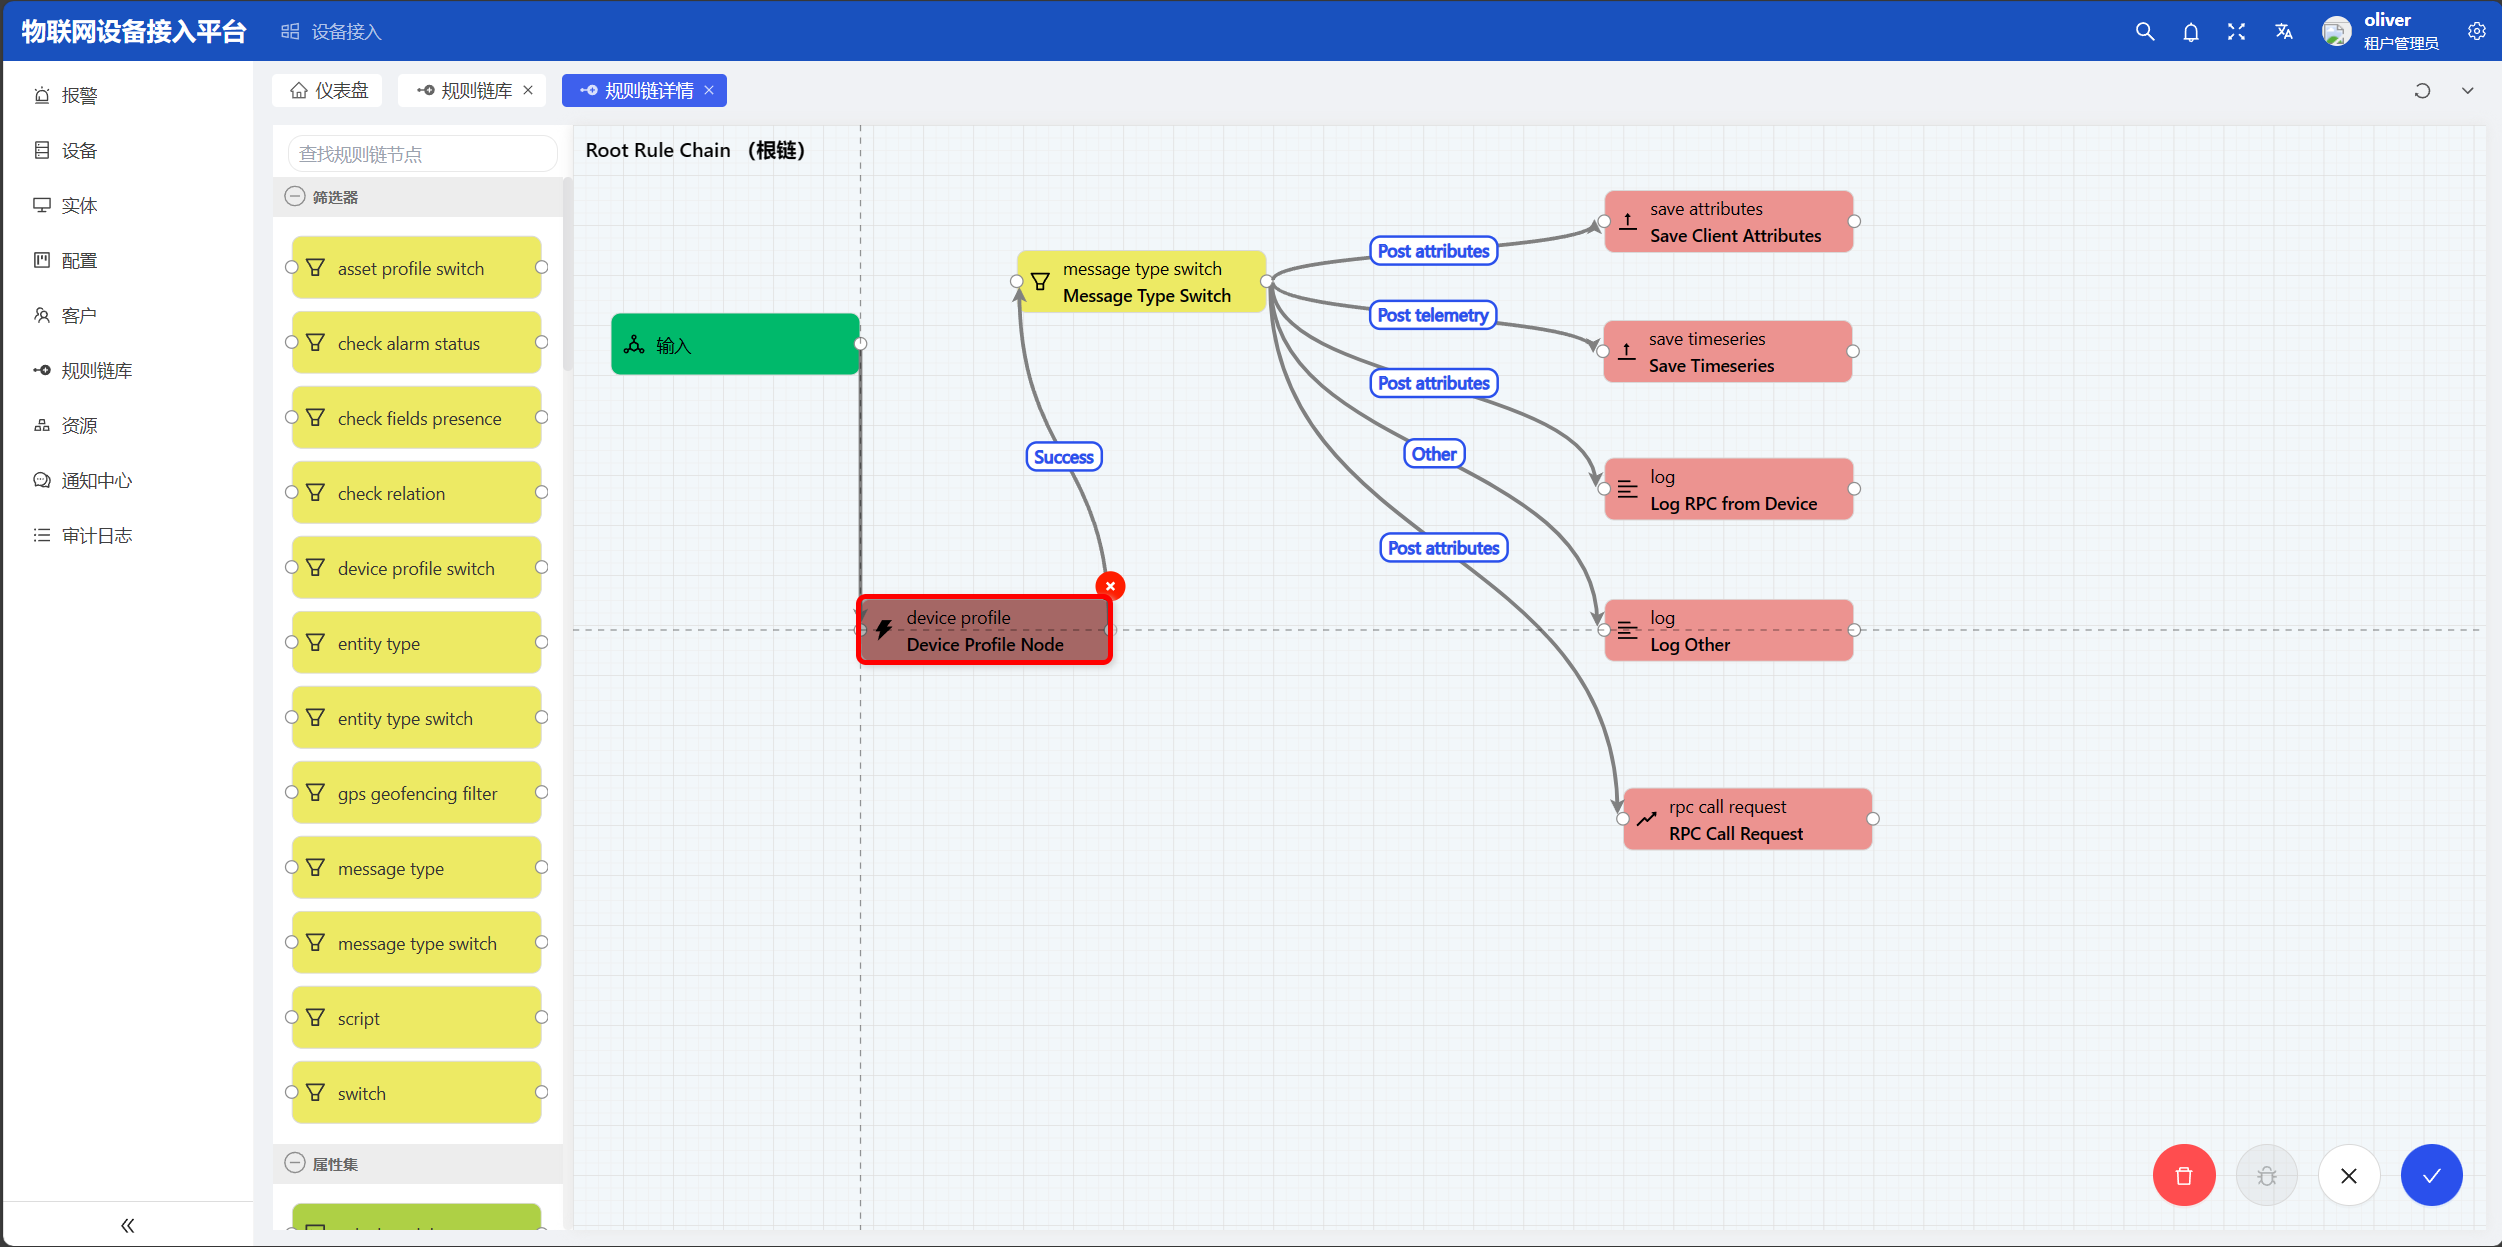 物联网设备接入平台
设备接入
oliver
租户管理员
报警
设备
实体
配置
客户
规则链库
资源
通知中心
审计日志
仪表盘
规则链库
规则链详情
查找规则链节点
筛选器
asset profile switch
check alarm status
check fields presence
check relation
device profile switch
entity type
entity type switch
gps geofencing filter
message type
message type switch
script
switch
属性集
Root Rule Chain （根链）
输入
message type switch
Message Type Switch
Success
device profile
Device Profile Node
Post attributes
Post telemetry
Post attributes
Other
Post attributes
save attributes
Save Client Attributes
save timeseries
Save Timeseries
log
Log RPC from Device
log
Log Other
rpc call request
RPC Call Request